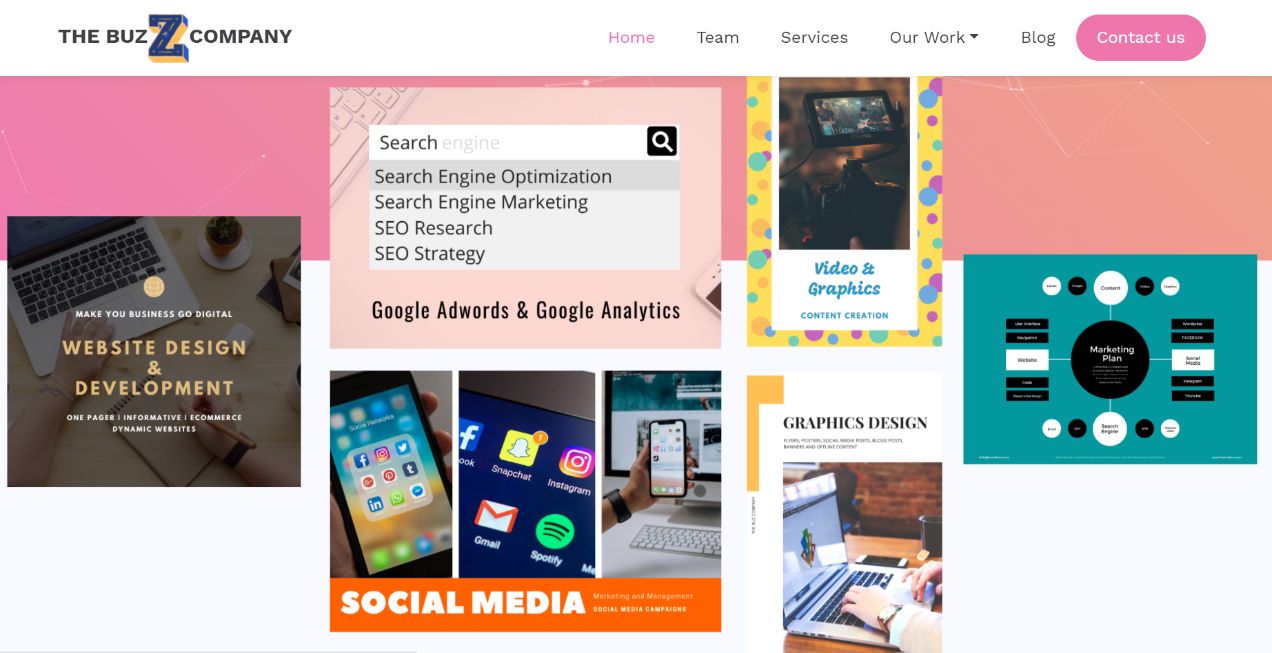 THE BUZZ COMPANY
Home
Team
Services
Our Work
Blog
Contact us
Search engine
Search Engine Optimization
Search Engine Marketing
SEO Research
SEO Strategy
Google Adwords & Google Analytics
Video &
Graphics
CONTENT CREATION
MAKE YOU BUSINESS GO DIGITAL
WEBSITE DESIGN
&
DEVELOPMENT
ONE PAGER | INFORMATIVE | ECOMMERCE
DYNAMIC WEBSITES
Content
User Interface
Navigation
Website
Code
Marketing
Plan
Wordpress
FACEBOOK
Social
Media
Instagram
Youtube
Search
Engine
Social Networks
Snapchat
Instagram
Gmail
Spotify
SOCIAL MEDIA
Marketing and Management
SOCIAL MEDIA CAMPAIGNS
GRAPHICS DESIGN
FLYERS, POSTERS, SOCIAL MEDIA POSTS, BLOGS POSTS,
BANNERS AND OFFLINE CONTENT
THE BUZ COMPANY